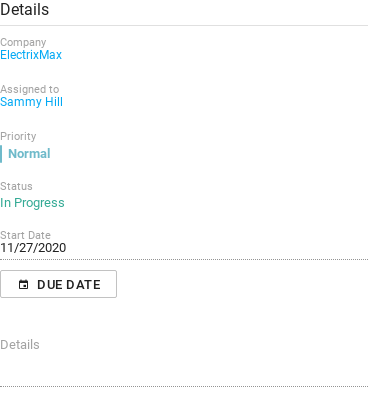 Details
Company
ElectrixMax
Assigned to
Sammy Hill
Priority
Normal
Status
In Progress
Start Date
11/27/2020
DUE DATE
Details